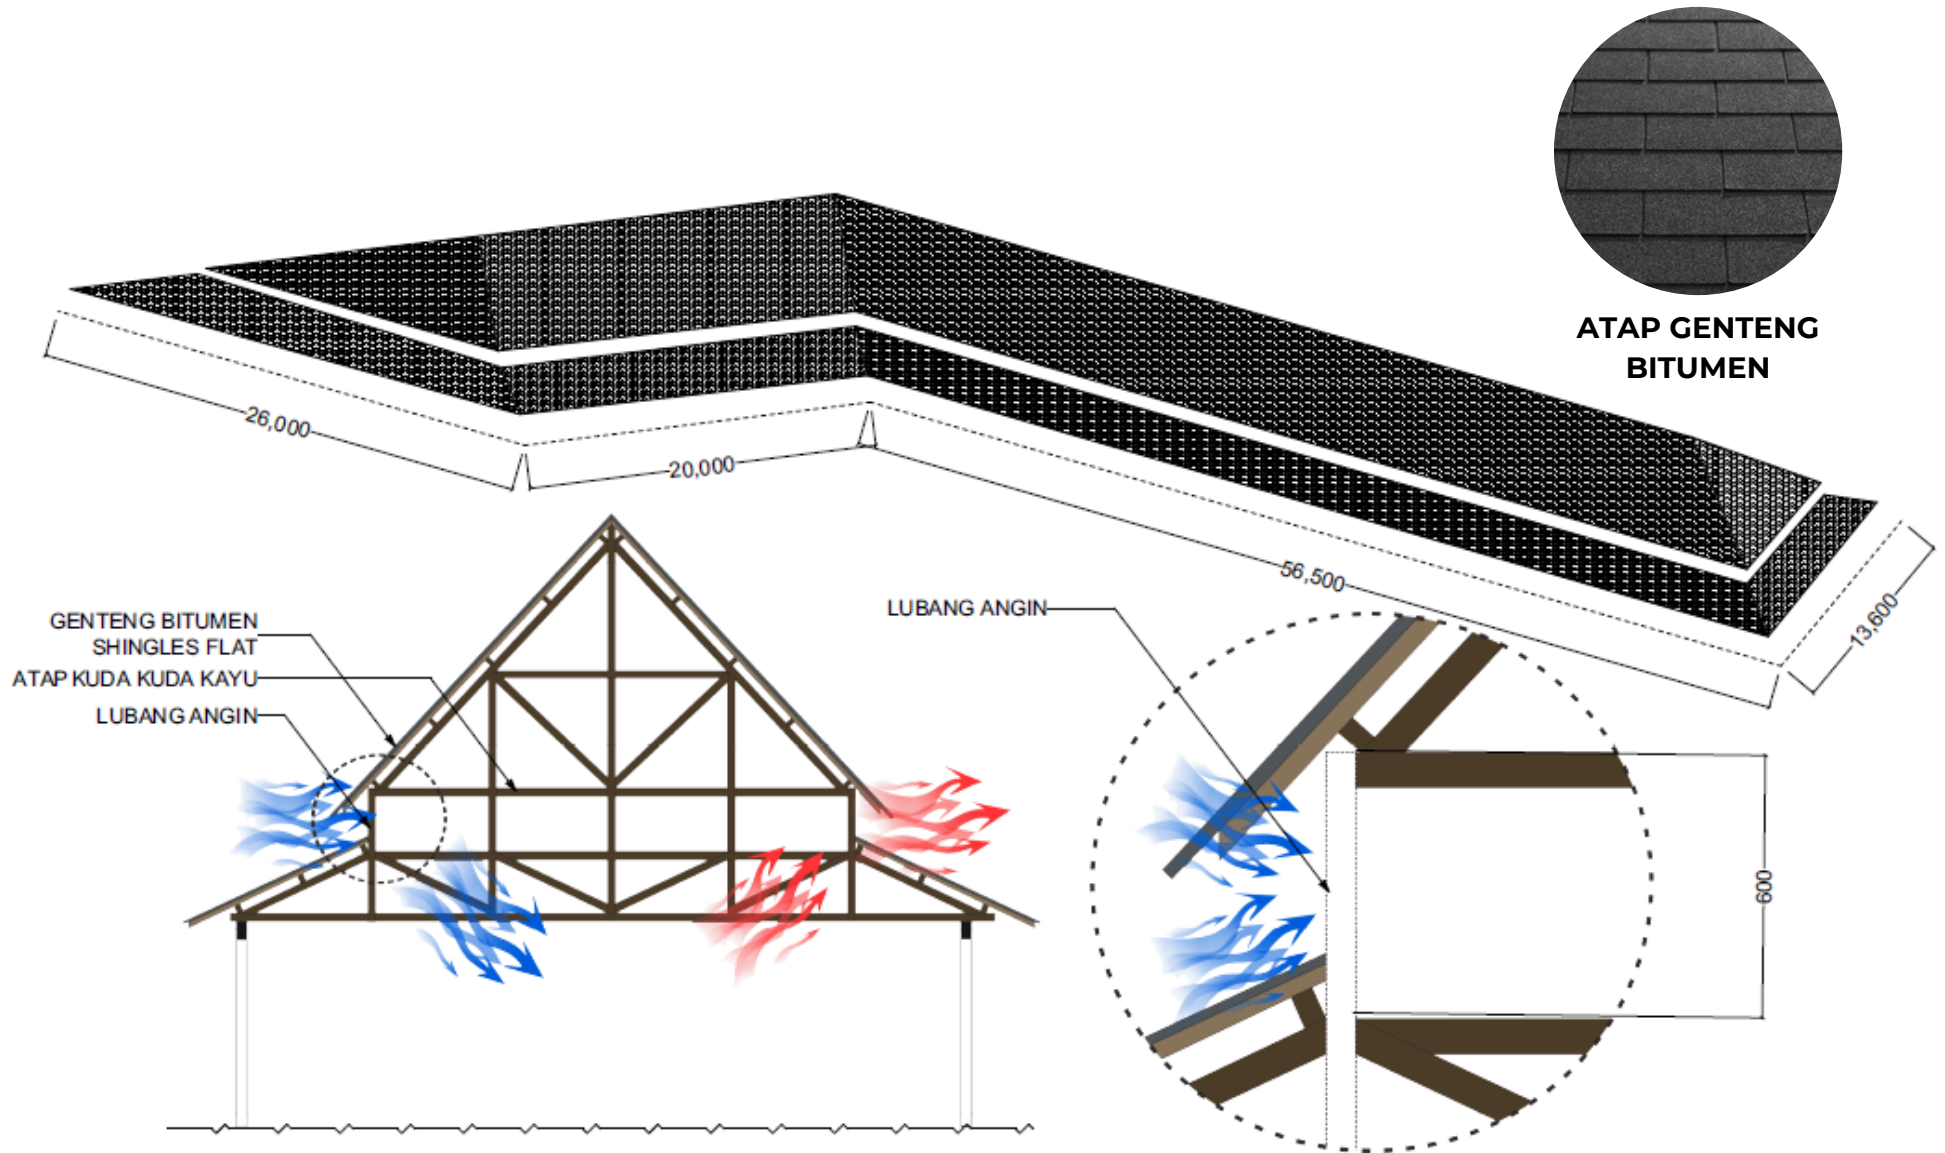 ATAP GENTENG
BITUMEN
26,000
20,000
56,500
13,600
GENTENG BITUMEN
SHINGLES FLAT
ATAP KUDA KUDA KAYU
LUBANG ANGIN
LUBANG ANGIN
600